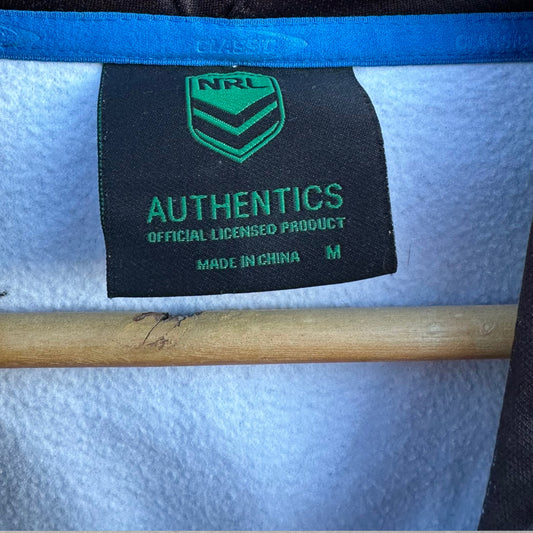 CLASSIC
NRL
AUTHENTICS
OFFICIAL LICENSED PRODUCT
MADE IN CHINA M